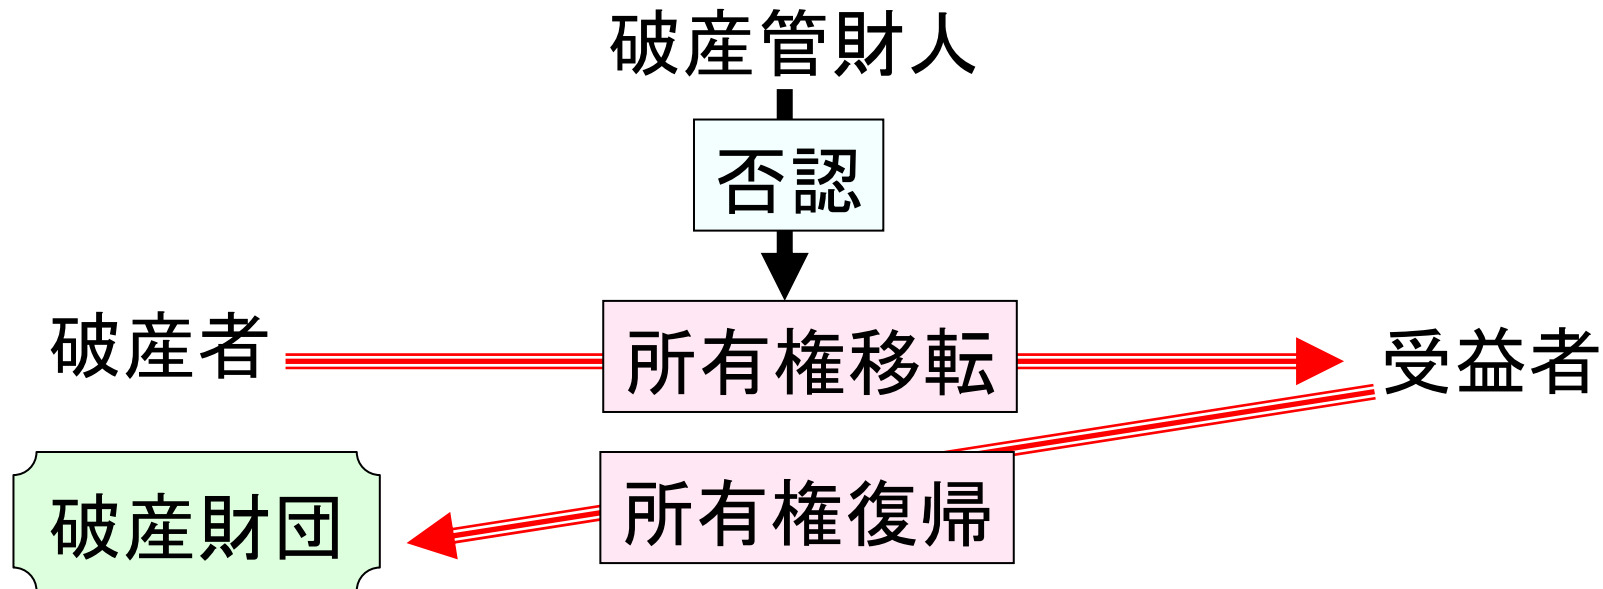 破産管財人
否認
破産者
所有権移転
受益者
破産財団
所有権復帰